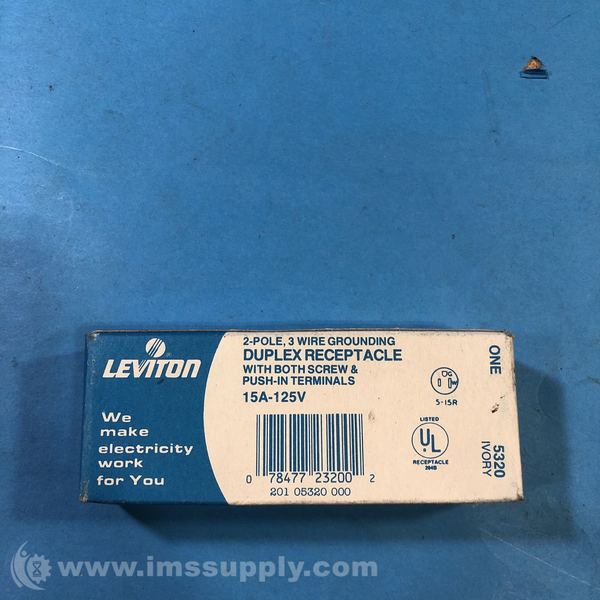 LEVITON
We
make
electricity
work
for You
2-POLE, 3 WIRE GROUNDING
DUPLEX RECEPTACLE
WITH BOTH SCREW &
PUSH-IN TERMINALS
15A-125V
0 78477 23200 2
201 05320 000
G
W
5-15R
LISTED
UL
RECEPTACLE
ONE
5320
IVORY
www.imssupply.com